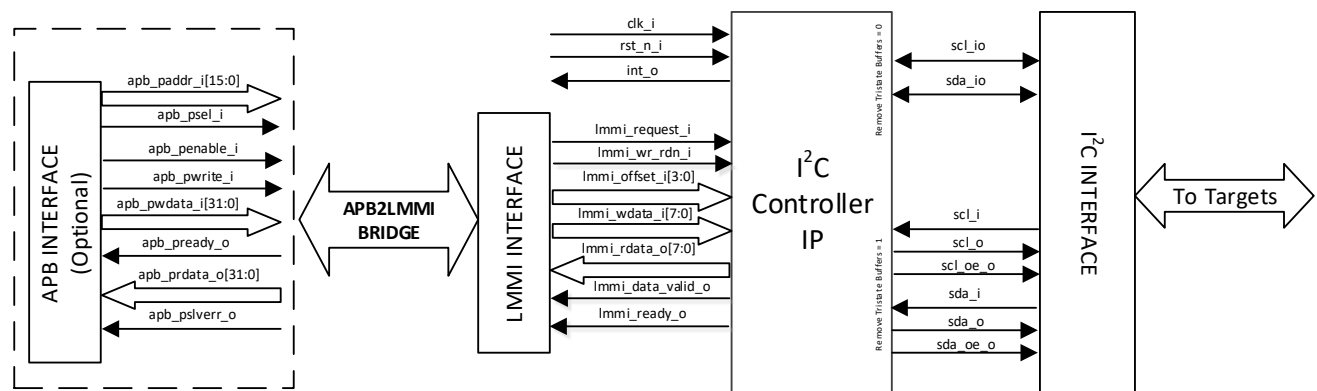 APB INTERFACE
(Optional)
apb_paddr_i[15:0]
apb_psel_i
apb_penable_i
apb_pwrite_i
apb_pwdata_i[31:0]
apb_pready_o
apb_prdata_o[31:0]
apb_pslverr_o
APB2LMMI
BRIDGE
LMMI INTERFACE
clk_i
rst_n_i
int_o
lmmi_request_i
lmmi_wr_rdn_i
lmmi_offset_i[3:0]
lmmi_wdata_i[7:0]
lmmi_rdata_o[7:0]
lmmi_data_valid_o
lmmi_ready_o
I²C
Controller
IP
Remove Tristate Buffers = 0
Remove Tristate Buffers = 1
scl_io
sda_io
scl_i
scl_o
scl_oe_o
sda_i
sda_o
sda_oe_o
I²C INTERFACE
To Targets